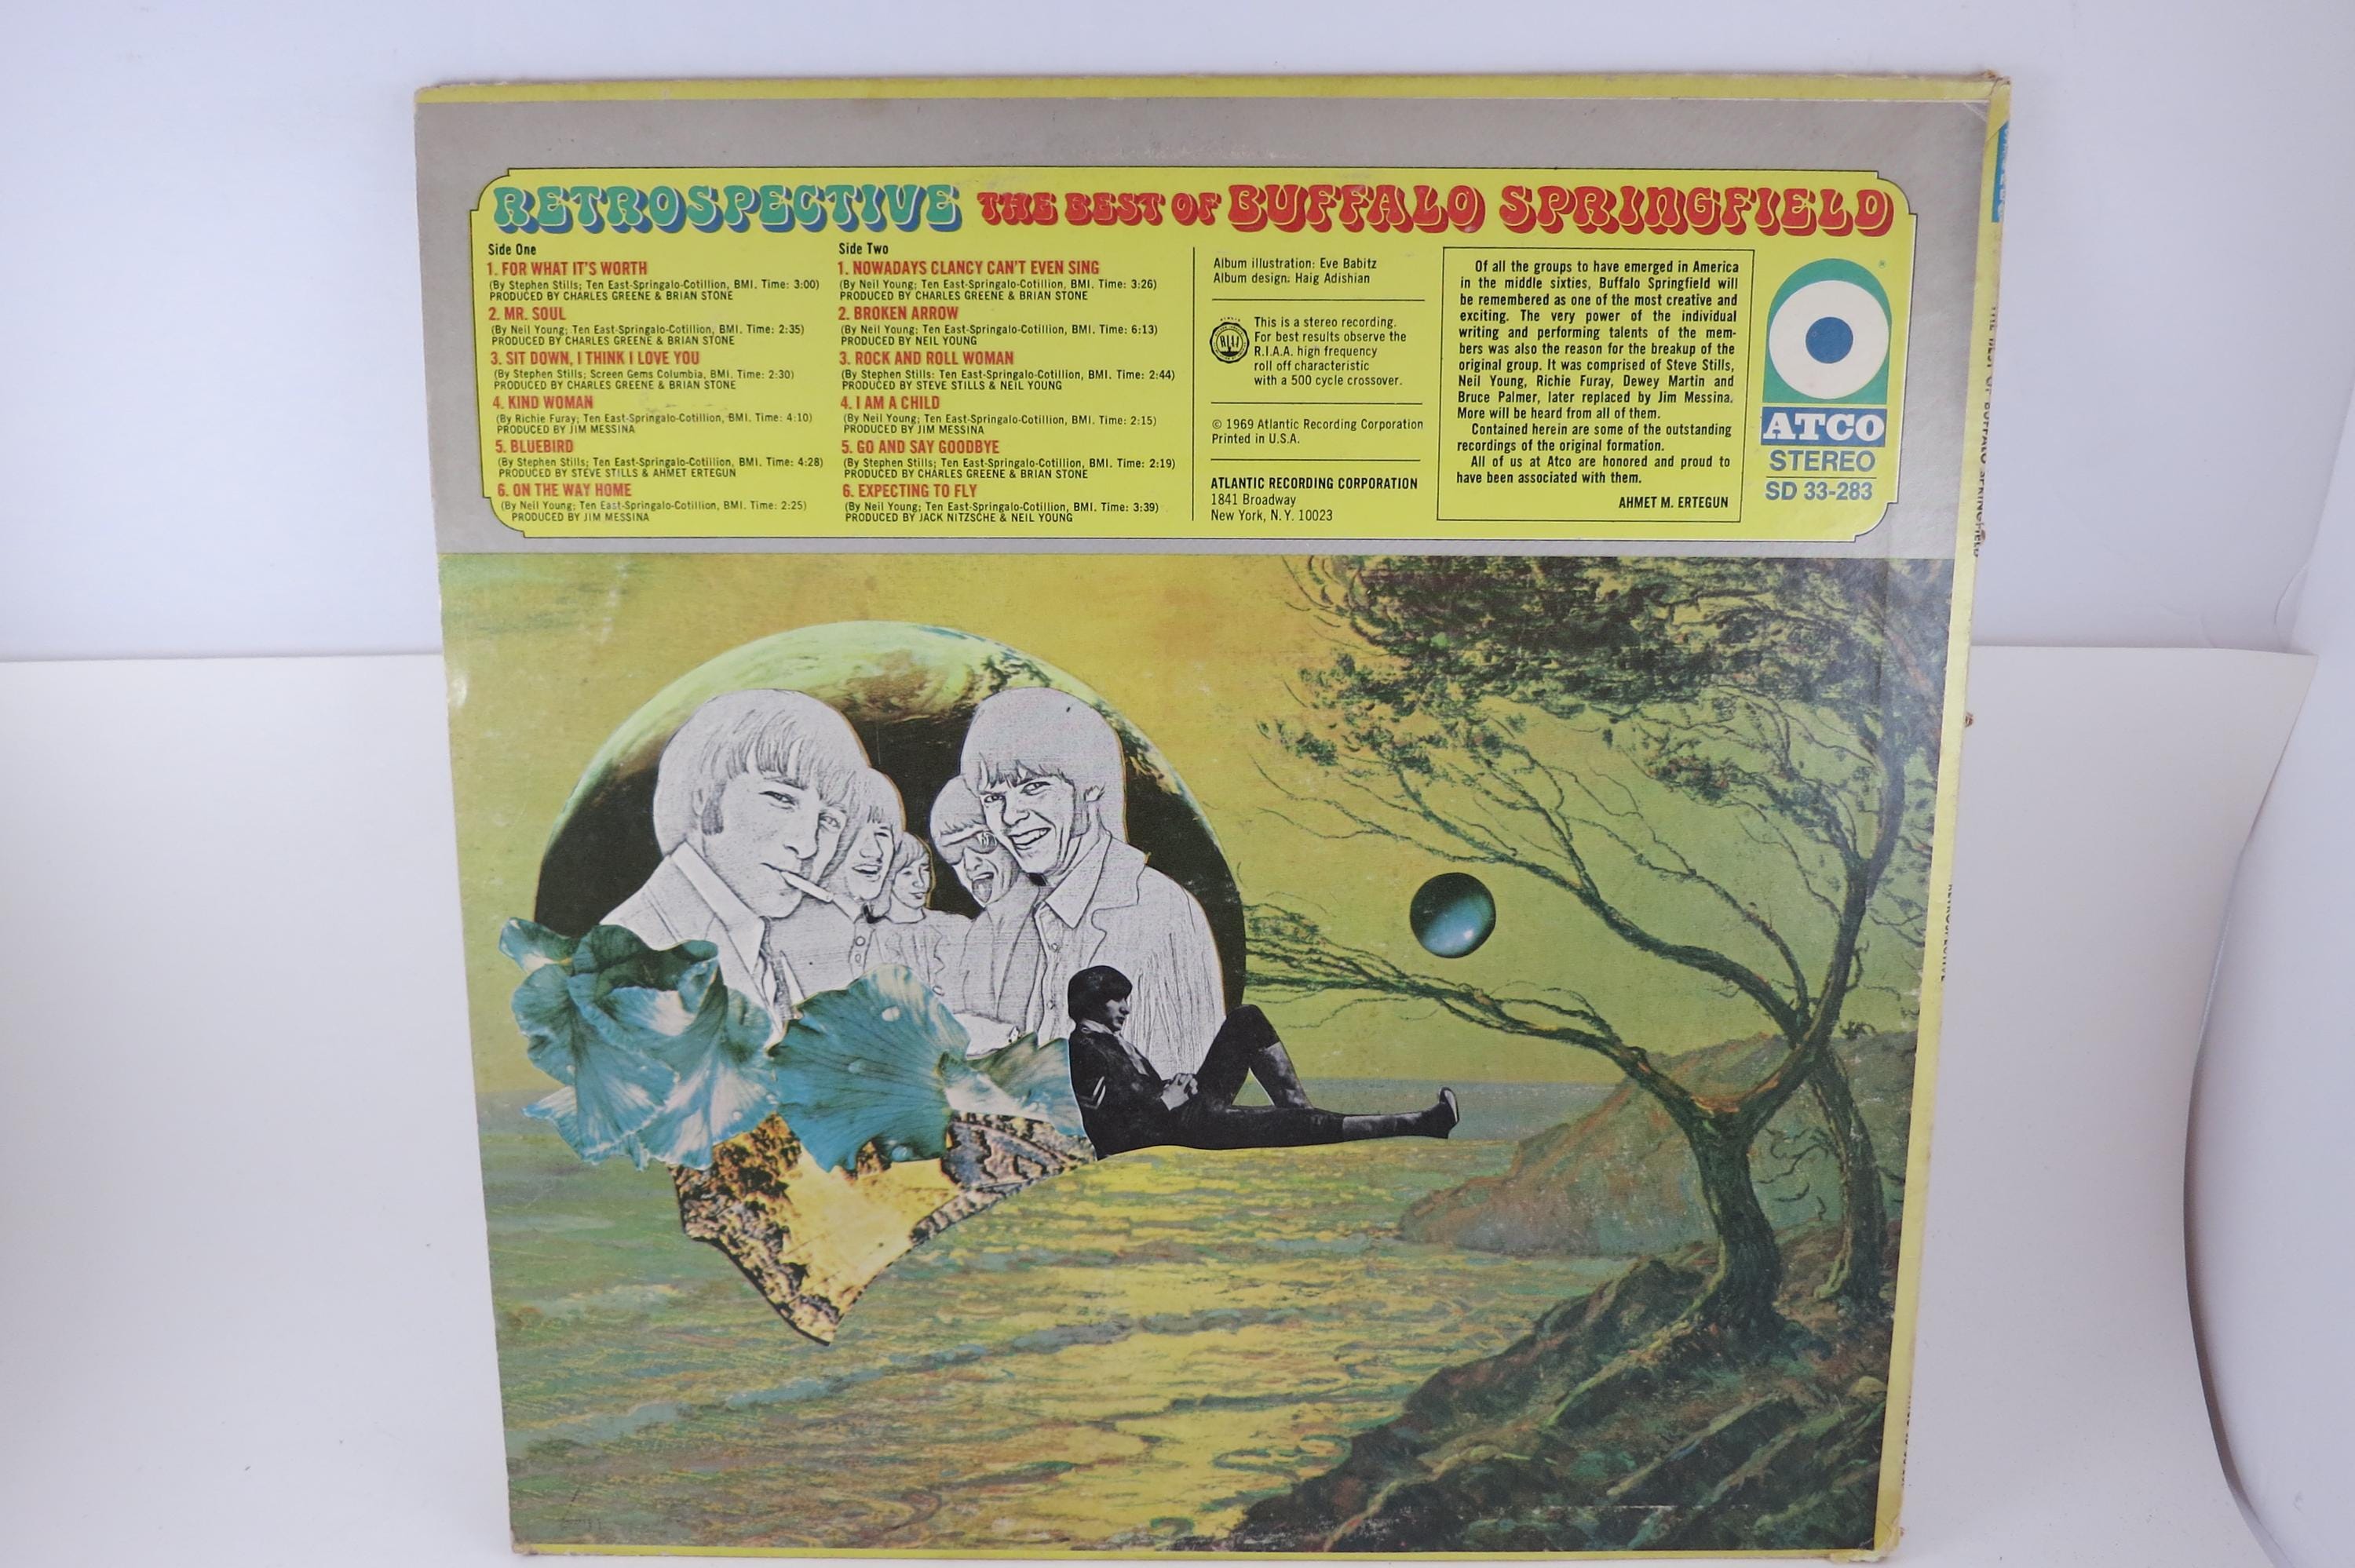 RETROSPECTIVE THE BEST OF BUFFALO SPRINGFIELD
Side One
1. FOR WHAT IT'S WORTH
(By Stephen Stills; Ten East-Springalo-Cotillion, BMI. Time: 3:00)
PRODUCED BY CHARLES GREENE & BRIAN STONE
2. MR. SOUL
(By Neil Young; Ten East-Springalo-Cotillion, BMI. Time: 2:35)
PRODUCED BY CHARLES GREENE & BRIAN STONE
3. SIT DOWN, I THINK I LOVE YOU
(By Stephen Stills; Screen Gems Columbia, BMI. Time: 2:30)
PRODUCED BY CHARLES GREENE & BRIAN STONE
4. KIND WOMAN
(By Richie Furay; Ten East-Springalo-Cotillion, BMI. Time: 4:10)
PRODUCED BY JIM MESSINA
5. BLUEBIRD
(By Stephen Stills; Ten East-Springalo-Cotillion, BMI. Time: 4:28)
PRODUCED BY STEVE STILLS & AHMET ERTEGUN
6. ON THE WAY HOME
(By Neil Young; Ten East-Springalo-Cotillion, BMI. Time: 2:25)
PRODUCED BY JIM MESSINA
Side Two
1. NOWADAYS CLANCY CAN'T EVEN SING
(By Neil Young; Ten East-Springalo-Cotillion, BMI. Time: 3:26)
PRODUCED BY CHARLES GREENE & BRIAN STONE
2. BROKEN ARROW
(By Neil Young; Ten East-Springalo-Cotillion, BMI. Time: 6:13)
PRODUCED BY NEIL YOUNG
3. ROCK AND ROLL WOMAN
(By Stephen Stills: Ten East-Springalo-Cotillion, BMI. Time: 2:44)
PRODUCED BY STEVE STILLS & NEIL YOUNG
4. I AM A CHILD
(By Neil Young; Ten East-Springalo-Cotillion, BMI. Time: 2:15)
PRODUCED BY JIM MESSINA
5. GO AND SAY GOODBYE
(By Stephen Stills; Ten East-Springalo-Cotillion, BMI. Time: 2:19)
PRODUCED BY CHARLES GREENE & BRIAN STONE
6. EXPECTING TO FLY
(By Neil Young; Ten East-Springalo-Cotillion, BMI. Time: 3:39)
PRODUCED BY JACK NITZSCHE & NEIL YOUNG
Album illustration: Eve Babitz
Album design: Haig Adishian
RIAA
This is a stereo recording.
For best results observe the
R.I.A.A. high frequency
roll off characteristic
with a 500 cycle crossover.
© 1969 Atlantic Recording Corporation
Printed in U.S.A.
ATLANTIC RECORDING CORPORATION
1841 Broadway
New York, N.Y. 10023
Of all the groups to have emerged in America
in the middle sixties, Buffalo Springfield will
be remembered as one of the most creative and
exciting. The very power of the individual
writing and performing talents of the mem-
bers was also the reason for the breakup of the
original group. It was comprised of Steve Stills,
Neil Young, Richie Furay, Dewey Martin and
Bruce Palmer, later replaced by Jim Messina.
More will be heard from all of them.
Contained herein are some of the outstanding
recordings of the original formation.
All of us at Atco are honored and proud to
have been associated with them.
AHMET M. ERTEGUN
ATCO
STEREO
SD 33-283
THE BEST OF BUFFALO SPRINGFIELD
RETROSPECTIVE